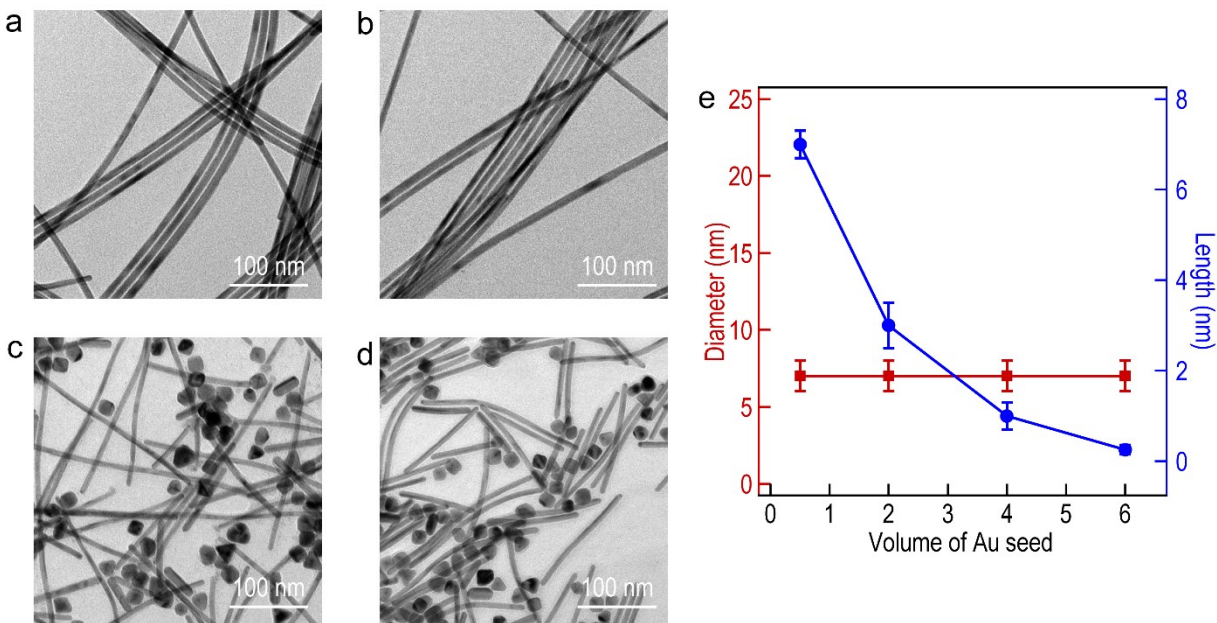 a
b
100 nm
100 nm
c
d
100 nm
100 nm
e
25
20
15
10
5
0
Diameter (nm)
8
6
4
2
0
Length (nm)
0 1 2 3 4 5 6
Volume of Au seed